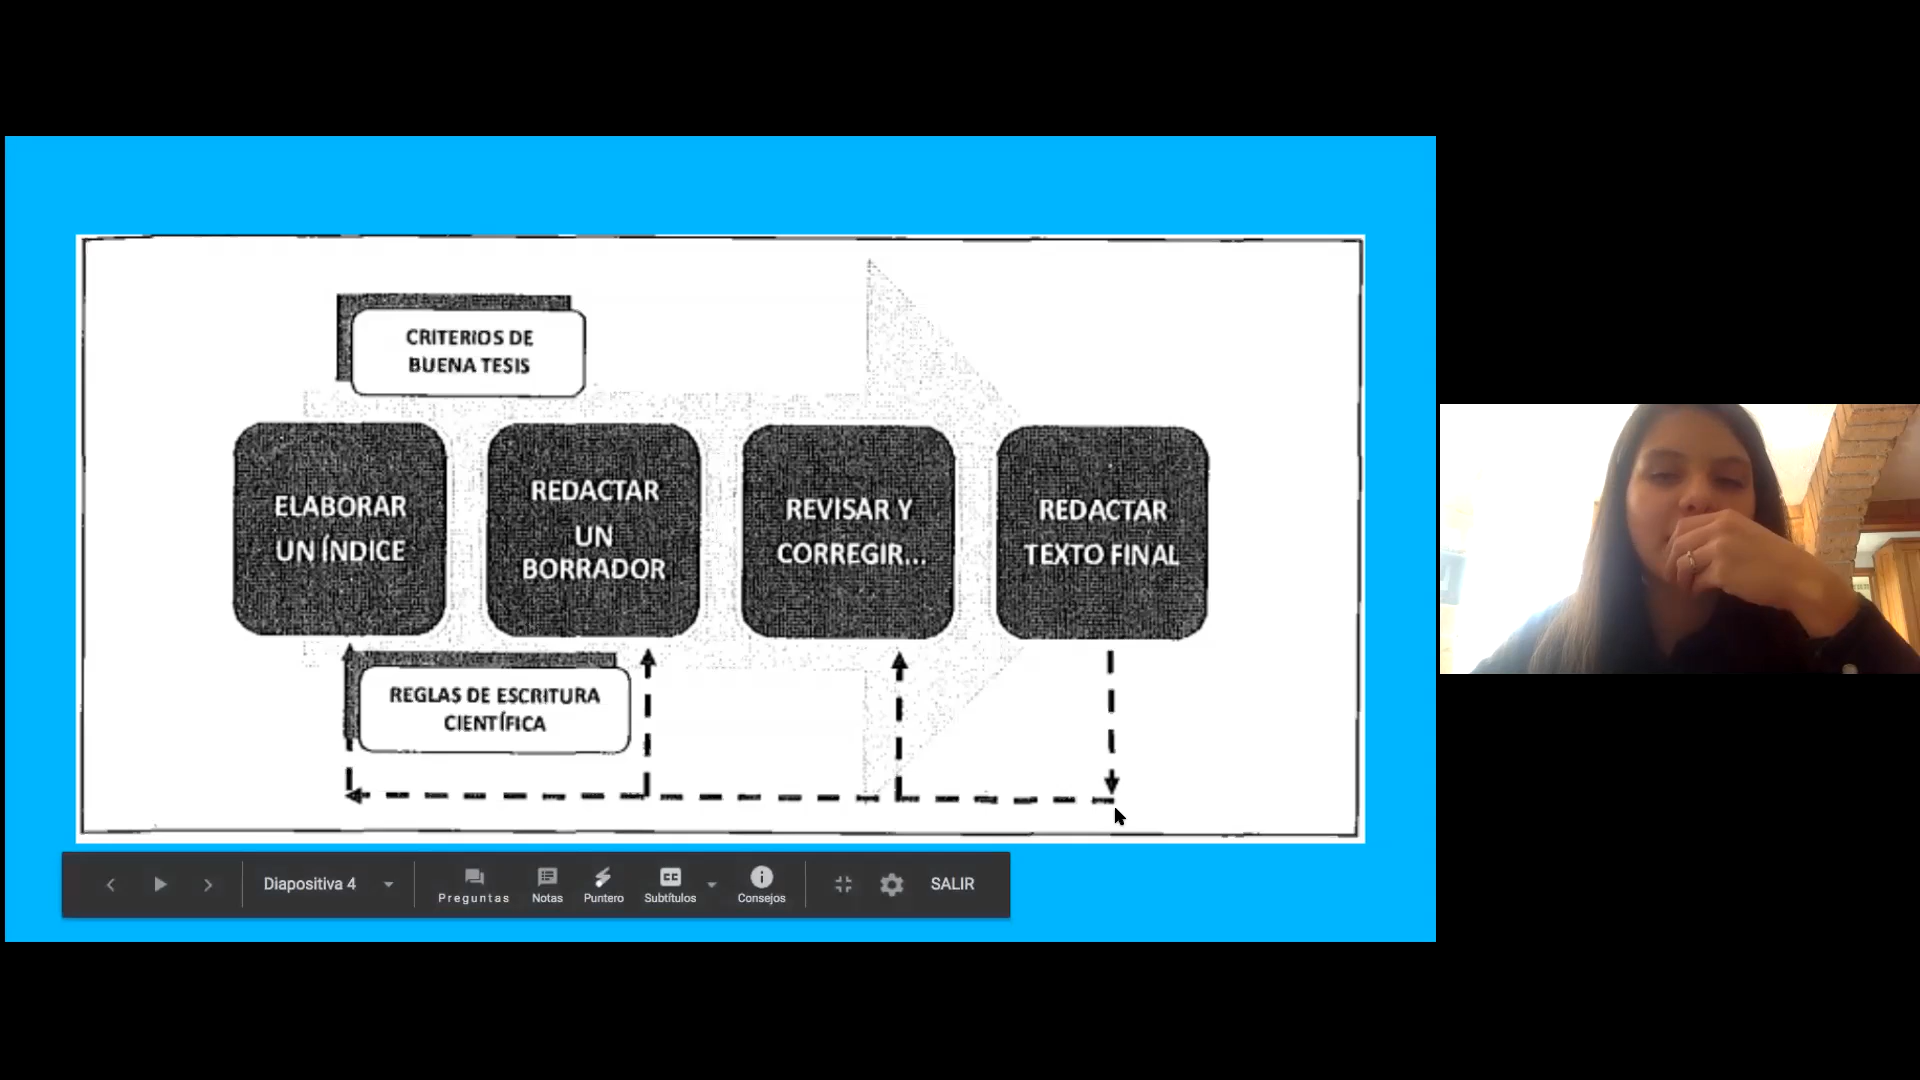 CRITERIOS DE
BUENA TESIS
ELABORAR
UN ÍNDICE
REDACTAR
UN
BORRADOR
REVISAR Y
CORREGIR...
REDACTAR
TEXTO FINAL
REGLAS DE ESCRITURA
CIENTÍFICA
Diapositiva 4
Preguntas
Notas
Puntero
CC
Subtítulos
Consejos
SALIR